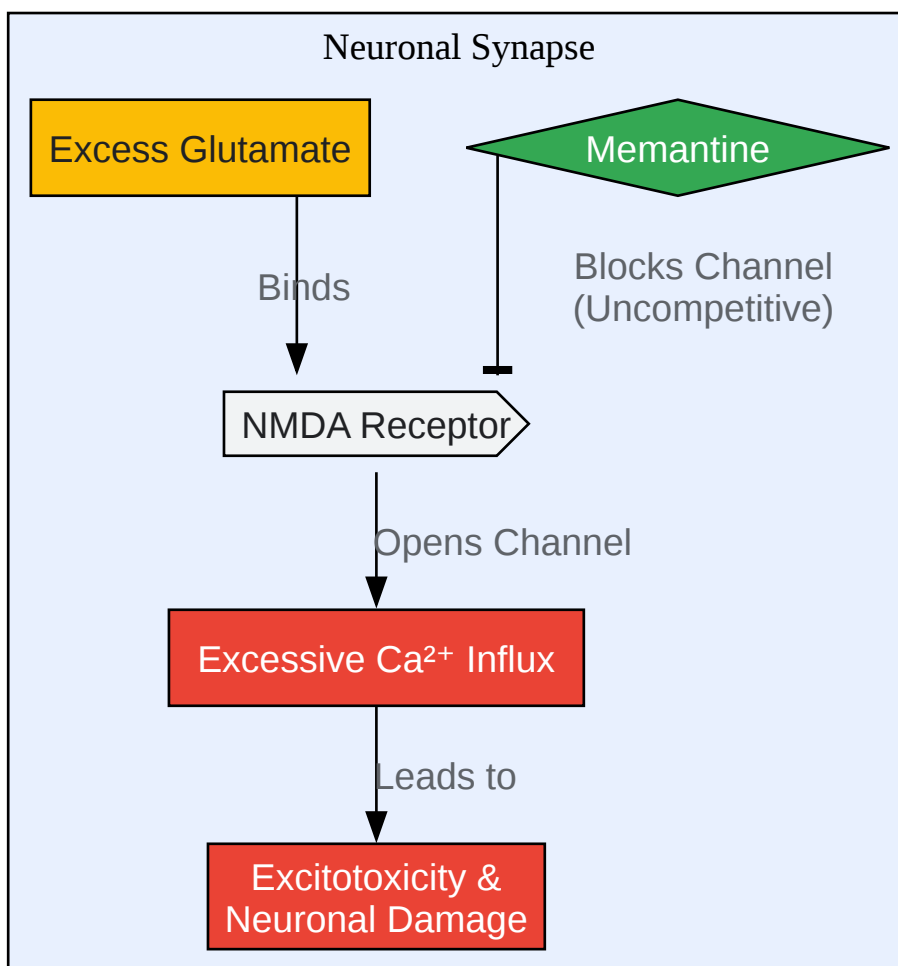 Neuronal Synapse
Excess Glutamate
Memantine
Binds
Blocks Channel
(Uncompetitive)
NMDA Receptor
Opens Channel
Excessive Ca²⁺ Influx
Leads to
Excitotoxicity &
Neuronal Damage